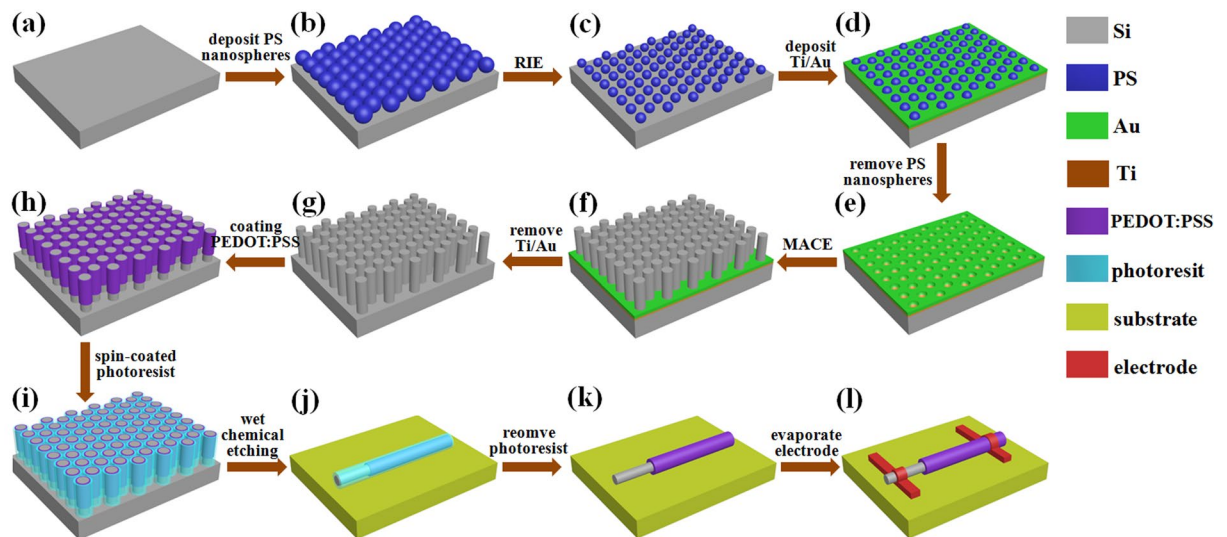 (a)
deposit PS
nanospheres
(b)
RIE
(c)
deposit
Ti/Au
(d)
remove PS
nanospheres
(e)
MACE
(f)
remove
Ti/Au
(g)
coating
PEDOT:PSS
(h)
spin-coated
photoresist
(i)
wet
chemical
etching
(j)
reomve
photoresist
(k)
evaporate
electrode
(l)
Si
PS
Au
Ti
PEDOT:PSS
photoresit
substrate
electrode